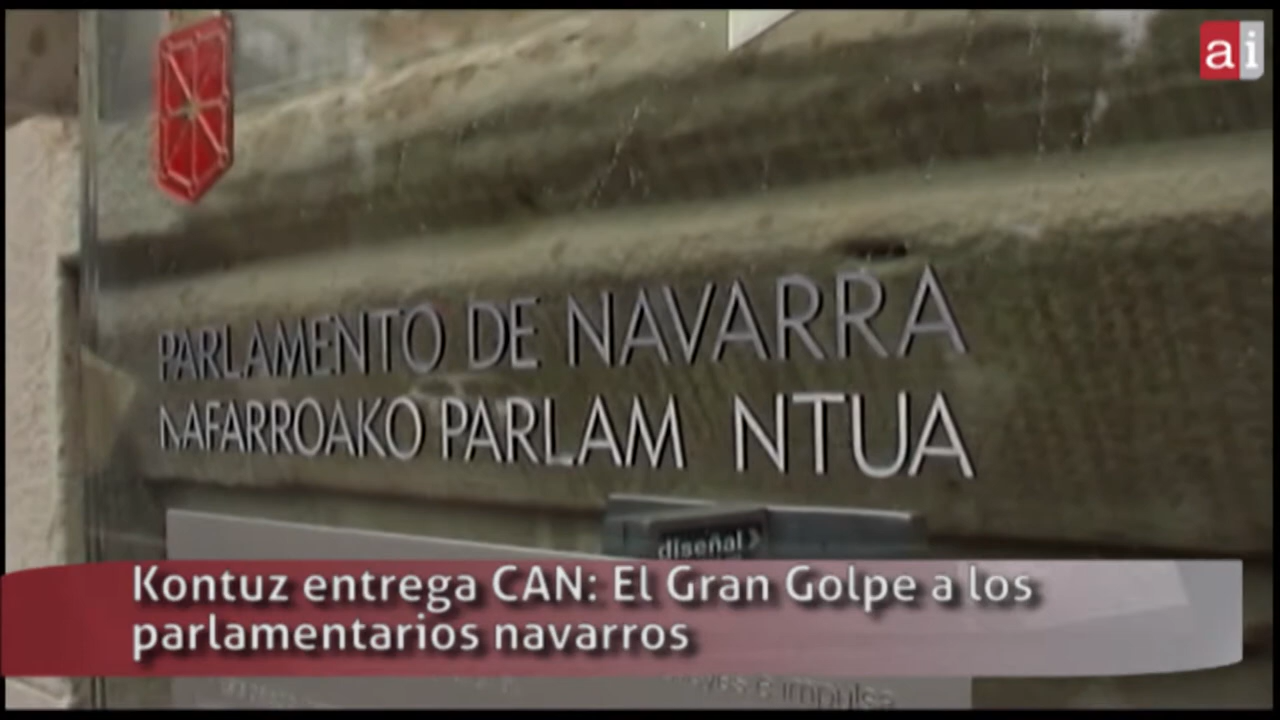 ai
PARLAMENTO DE NAVARRA
NAFARROAKO PARLAM NTUA
diseñal
Kontuz entrega CAN: El Gran Golpe a los
parlamentarios navarros